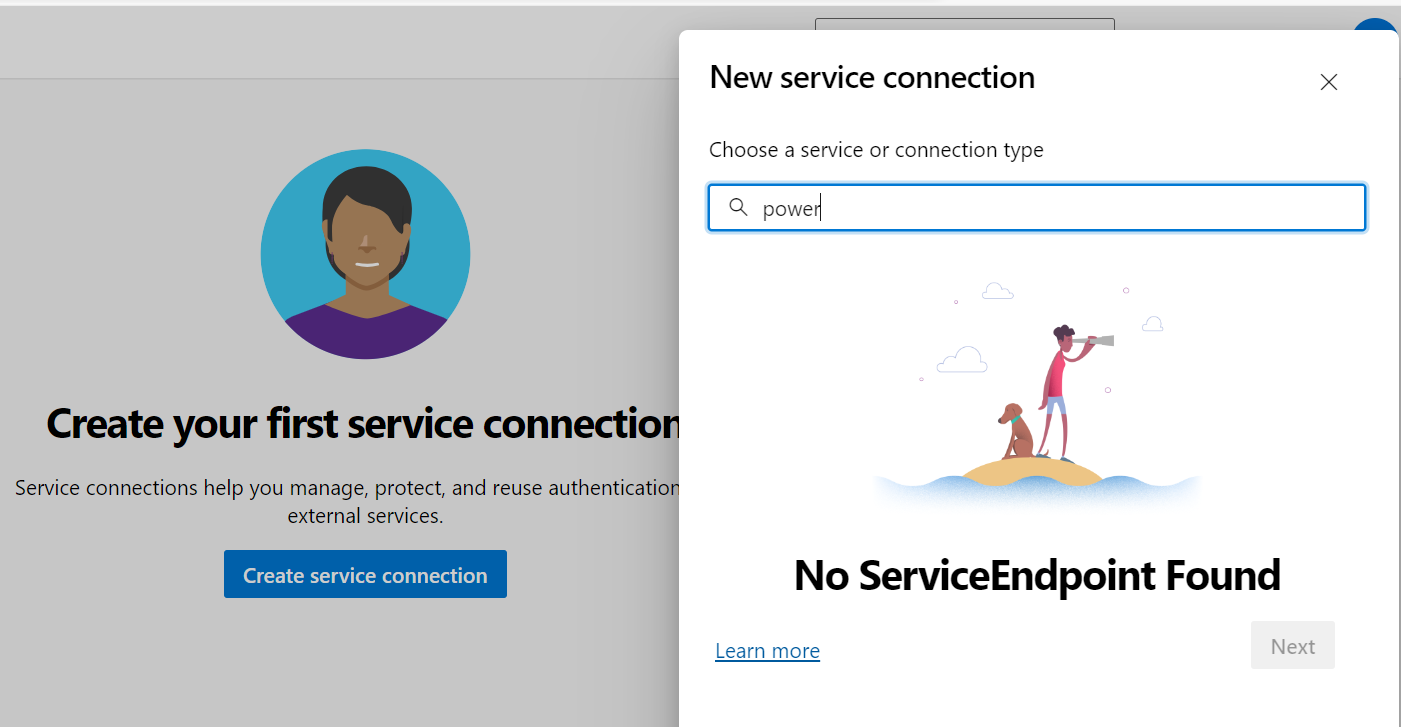 New service connection
Choose a service or connection type
power
Create your first service connection
Service connections help you manage, protect, and reuse authentication
external services.
Create service connection
No ServiceEndpoint Found
Learn more
Next